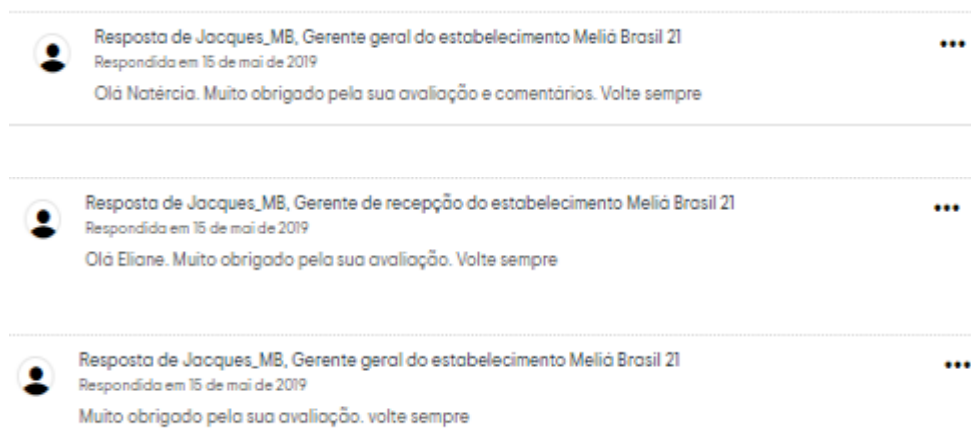 Resposta de Jacques_MB, Gerente geral do estabelecimento Meliá Brasil 21
Respondida em 15 de mai de 2019
Olá Natércia. Muito obrigado pela sua avaliação e comentários. Volte sempre
Resposta de Jacques_MB, Gerente de recepção do estabelecimento Meliá Brasil 21
Respondida em 15 de mai de 2019
Olá Eliane. Muito obrigado pela sua avaliação. Volte sempre
Resposta de Jacques_MB, Gerente geral do estabelecimento Meliá Brasil 21
Respondida em 15 de mai de 2019
Muito obrigado pela sua avaliação. volte sempre